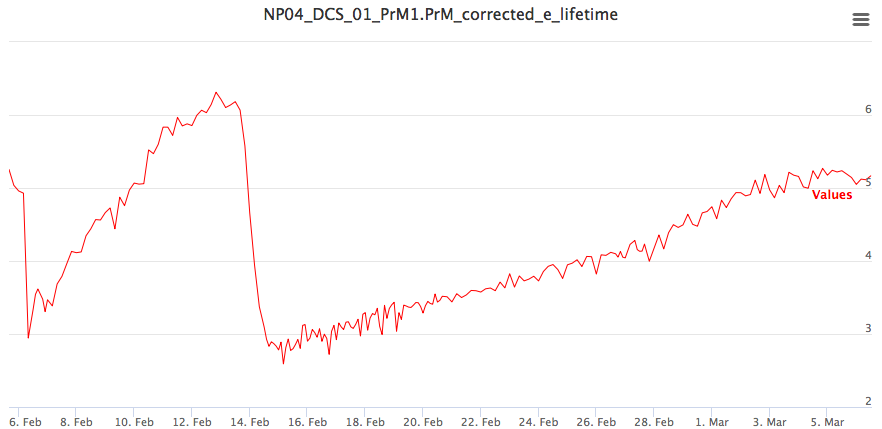 NP04_DCS_01_PrM1.PrM_corrected_e_lifetime
6
5
Values
4
3
2
6. Feb 8. Feb 10. Feb 12. Feb 14. Feb 16. Feb 18. Feb 20. Feb 22. Feb 24. Feb 26. Feb 28. Feb 1. Mar 3. Mar 5. Mar